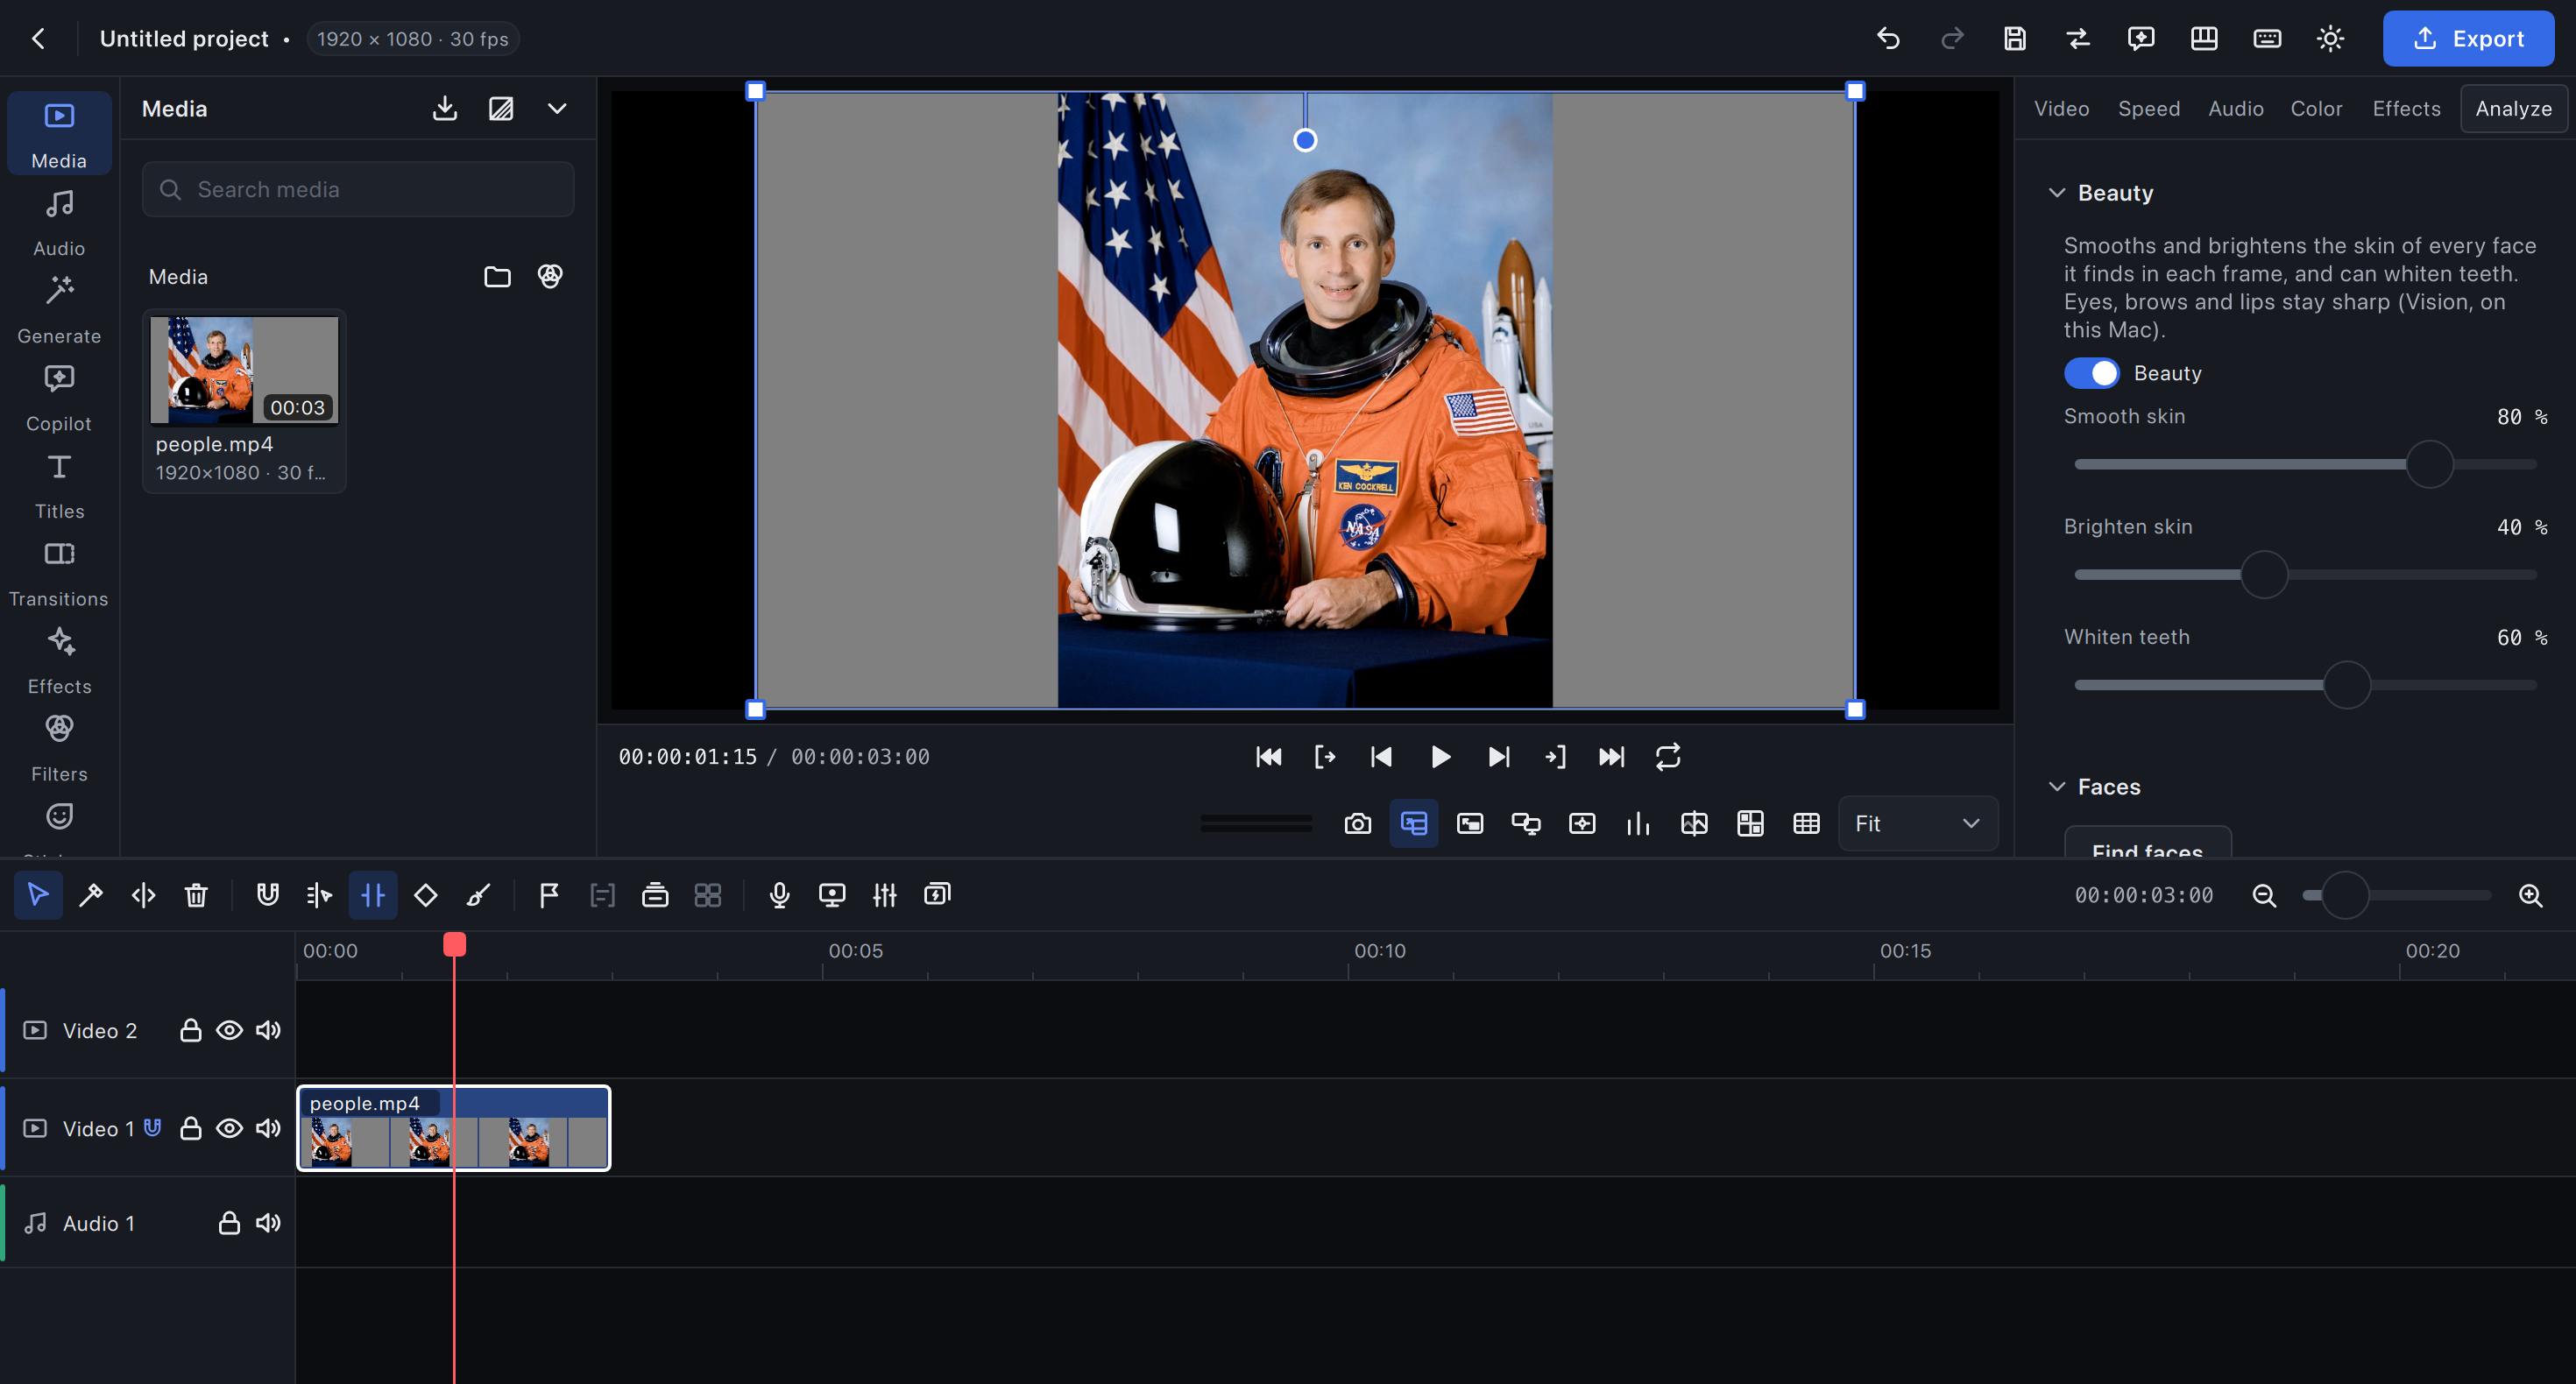 Untitled project •
1920 × 1080 · 30 fps
Export
Media
Audio
Generate
Copilot
Titles
Transitions
Effects
Filters
Media
Search media
Media
00:03
people.mp4
1920×1080 · 30 f...
USA
KEN COCKRELL
NASA
00:00:01:15 / 00:00:03:00
Fit
Video
Speed
Audio
Color
Effects
Analyze
Beauty
Smooths and brightens the skin of every face
it finds in each frame, and can whiten teeth.
Eyes, brows and lips stay sharp (Vision, on
this Mac).
Beauty
Smooth skin 80 %
Brighten skin 40 %
Whiten teeth 60 %
Faces
Find faces
00:00:03:00
00:00 00:05 00:10 00:15 00:20
Video 2
Video 1
people.mp4
Audio 1